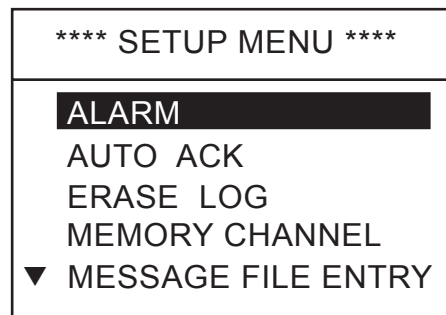 **** SETUP MENU ****
ALARM
AUTO ACK
ERASE LOG
MEMORY CHANNEL
▼ MESSAGE FILE ENTRY